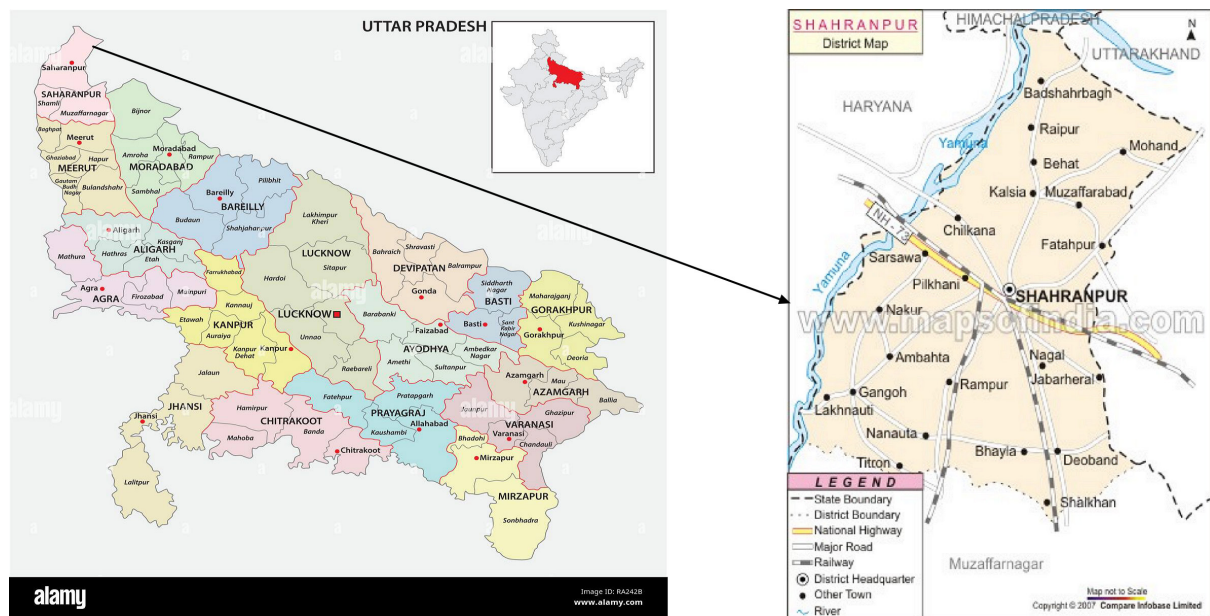 UTTAR PRADESH
Saharanpur
SAHARANPUR
Shamli
Muzaffarnagar
Bijnor
Baghpat
Meerut
Moradabad
Ghaziabad
Hapur
Amroha
Rampur
MEERUT
MORADABAD
Gautam
Budh
Nagar
Bulandshahr
Sambhal
Bareilly
Pilibhit
BAREILLY
Budaun
Shahjahanpur
Lakhimpur
Kheri
Aligarh
Kasganj
ALIGARH
Hathras
Etah
Mathura
LUCKNOW
Bahraich
Shravasti
Sitapur
DEVIPATAN
Balrampur
Farrukhabad
Hardoi
Agra
AGRA
Firozabad
Mainpuri
Gonda
Siddharth
Nagar
BASTI
Maharajganj
Kannauj
GORAKHPUR
Etawah
KANPUR
Auraiya
LUCKNOW
Barabanki
Faizabad
Basti
Sant
Kabir
Nagar
Kushinagar
Gorakhpur
Unnao
Kanpur
Dehat
Kanpur
AYODHYA
Ambedkar
Nagar
Deoria
Amethi
Sultanpur
Jalaun
Raebareli
Azamgarh
Mau
AZAMGARH
Ballia
Fatehpur
Pratapgarh
JHANSI
Hamirpur
Jaunpur
Ghazipur
Jhansi
CHITRAKOOT
PRAYAGRAJ
VARANASI
Mahoba
Banda
Kaushambi
Allahabad
Bhadohi
Varanasi
Chandauli
Chitrakoot
Mirzapur
Lalitpur
MIRZAPUR
Sonbhadra
alamy
alamy
alamy
alamy
alamy
Image ID: RA242B
www.alamy.com
SHAHRANPUR
District Map
HIMACHALPRADESH
N
UTTARAKHAND
HARYANA
Badshahrbagh
Raipur
Yamuna
Mohand
Behat
Kalsia
Muzaffarabad
NH - 73
Chilkana
Fatahpur
Sarsawa
Yamuna
Pilkhani
SHAHRANPUR
Nakur
www.mapsofindia.com
Ambahta
Nagal
Rampur
Jabarheral
Gangoh
Lakhnauti
Nanauta
Bhayla
Deoband
Titron
LEGEND
State Boundary
Shalkhan
District Boundary
National Highway
Major Road
Railway
Muzaffarnagar
District Headquarter
Other Town
Map not to Scale
River
Copyright © 2007 Compare Infobase Limited